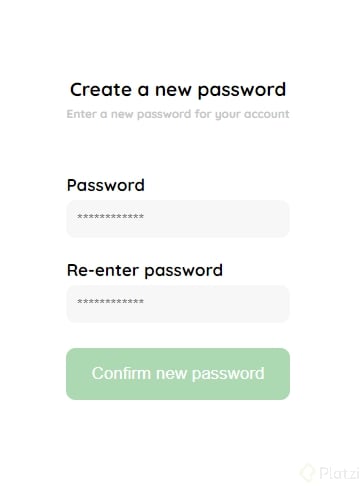 Create a new password
Enter a new password for your account
Password
************
Re-enter password
************
Confirm new password
Platzi